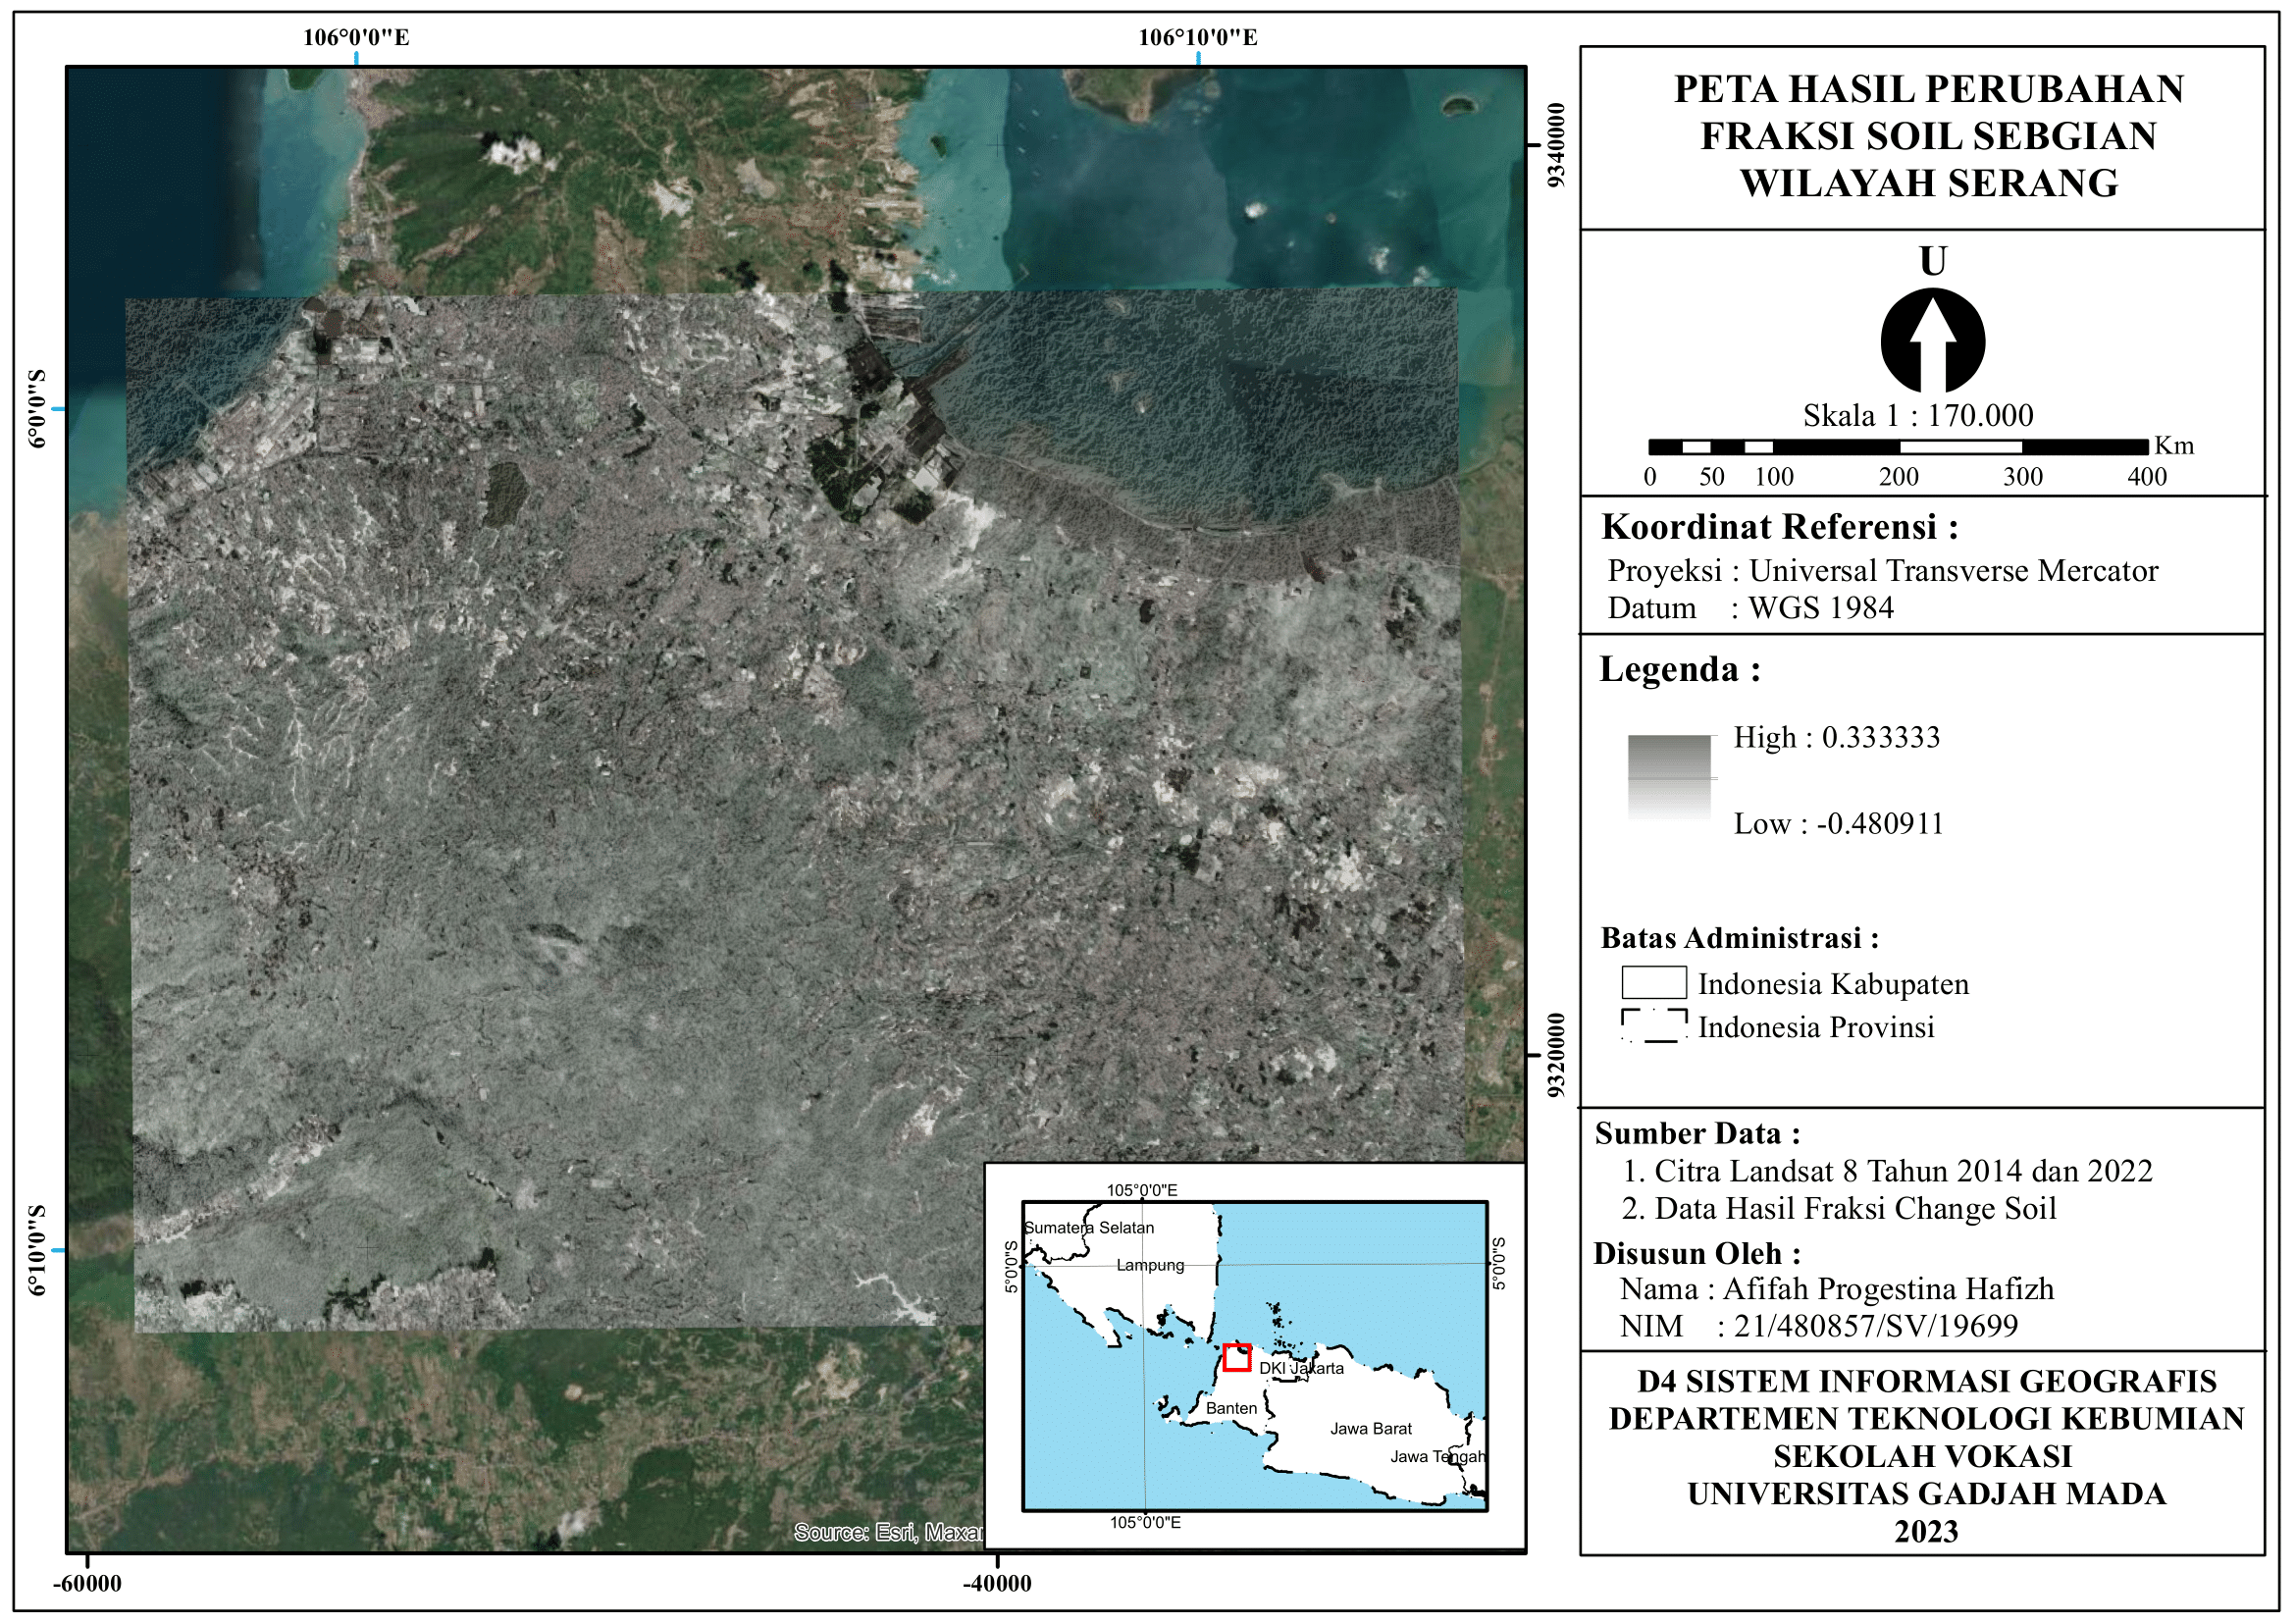 106°0'0"E
106°10'0"E
9340000
6°0'0"S
9320000
6°10'0"S
-60000
-40000
Source: Esri, Maxar
PETA HASIL PERUBAHAN
FRAKSI SOIL SEBGIAN
WILAYAH SERANG
U
Skala 1 : 170.000
Km
0 50 100 200 300 400
Koordinat Referensi :
Proyeksi : Universal Transverse Mercator
Datum : WGS 1984
Legenda :
High : 0.333333
Low : -0.480911
Batas Administrasi :
Indonesia Kabupaten
Indonesia Provinsi
Sumber Data :
1. Citra Landsat 8 Tahun 2014 dan 2022
2. Data Hasil Fraksi Change Soil
Disusun Oleh :
Nama : Afifah Progestina Hafizh
NIM : 21/480857/SV/19699
D4 SISTEM INFORMASI GEOGRAFIS
DEPARTEMEN TEKNOLOGI KEBUMIAN
SEKOLAH VOKASI
UNIVERSITAS GADJAH MADA
2023
105°0'0"E
Sumatera Selatan
Lampung
5°0'0"S
5°0'0"S
DKI Jakarta
Banten
Jawa Barat
Jawa Tengah
105°0'0"E